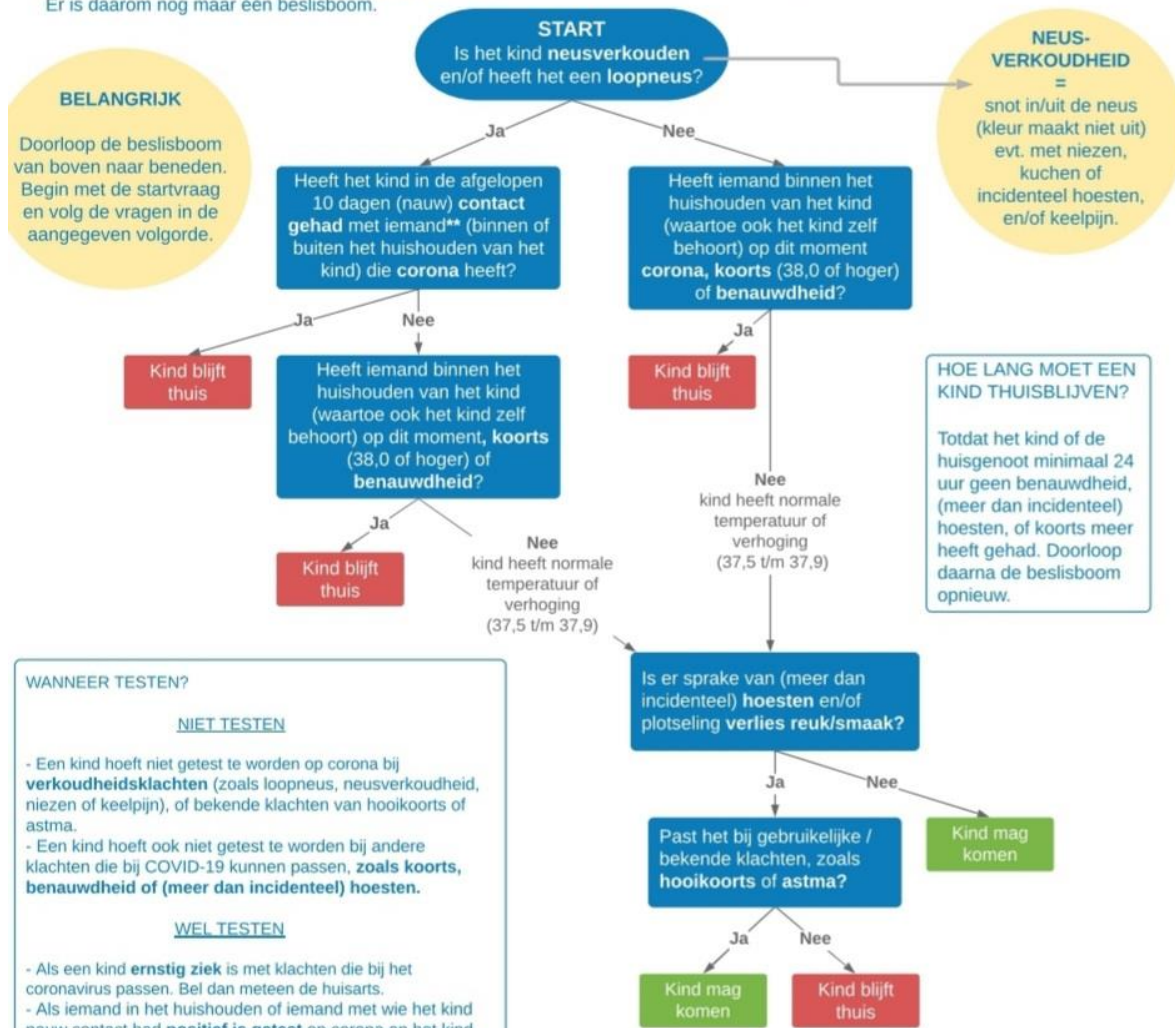 Er is daarom nog maar één beslisboom.
START
Is het kind neusverkouden
en/of heeft het een loopneus?
NEUS-
VERKOUDHEID
=
snot in/uit de neus
(kleur maakt niet uit)
evt. met niezen,
kuchen of
incidenteel hoesten,
en/of keelpijn.
BELANGRIJK
Doorloop de beslisboom
van boven naar beneden.
Begin met de startvraag
en volg de vragen in de
aangegeven volgorde.
Ja
Nee
Heeft het kind in de afgelopen
10 dagen (nauw) contact
gehad met iemand** (binnen of
buiten het huishouden van het
kind) die corona heeft?
Heeft iemand binnen het
huishouden van het kind
(waartoe ook het kind zelf
behoort) op dit moment
corona, koorts (38,0 of hoger)
of benauwdheid?
Ja
Nee
Ja
Kind blijft
thuis
Heeft iemand binnen het
huishouden van het kind
(waartoe ook het kind zelf
behoort) op dit moment, koorts
(38,0 of hoger) of
benauwdheid?
Kind blijft
thuis
HOE LANG MOET EEN
KIND THUISBLIJVEN?
Totdat het kind of de
huisgenoot minimaal 24
uur geen benauwdheid,
(meer dan incidenteel)
hoesten, of koorts meer
heeft gehad. Doorloop
daarna de beslisboom
opnieuw.
Ja
Kind blijft
thuis
Nee
kind heeft normale
temperatuur of
verhoging
(37,5 t/m 37,9)
Nee
kind heeft normale
temperatuur of
verhoging
(37,5 t/m 37,9)
Is er sprake van (meer dan
incidenteel) hoesten en/of
plotseling verlies reuk/smaak?
Ja
Nee
Past het bij gebruikelijke /
bekende klachten, zoals
hooikoorts of astma?
Kind mag
komen
Ja
Nee
Kind mag
komen
Kind blijft
thuis
WANNEER TESTEN?
NIET TESTEN
- Een kind hoeft niet getest te worden op corona bij
verkoudheidsklachten (zoals loopneus, neusverkoudheid,
niezen of keelpijn), of bekende klachten van hooikoorts of
astma.
- Een kind hoeft ook niet getest te worden bij andere
klachten die bij COVID-19 kunnen passen, zoals koorts,
benauwdheid of (meer dan incidenteel) hoesten.
WEL TESTEN
- Als een kind ernstig ziek is met klachten die bij het
coronavirus passen. Bel dan meteen de huisarts.
- Als iemand in het huishouden of iemand met wie het kind
nauw contact had positief is getest op corona en het kind